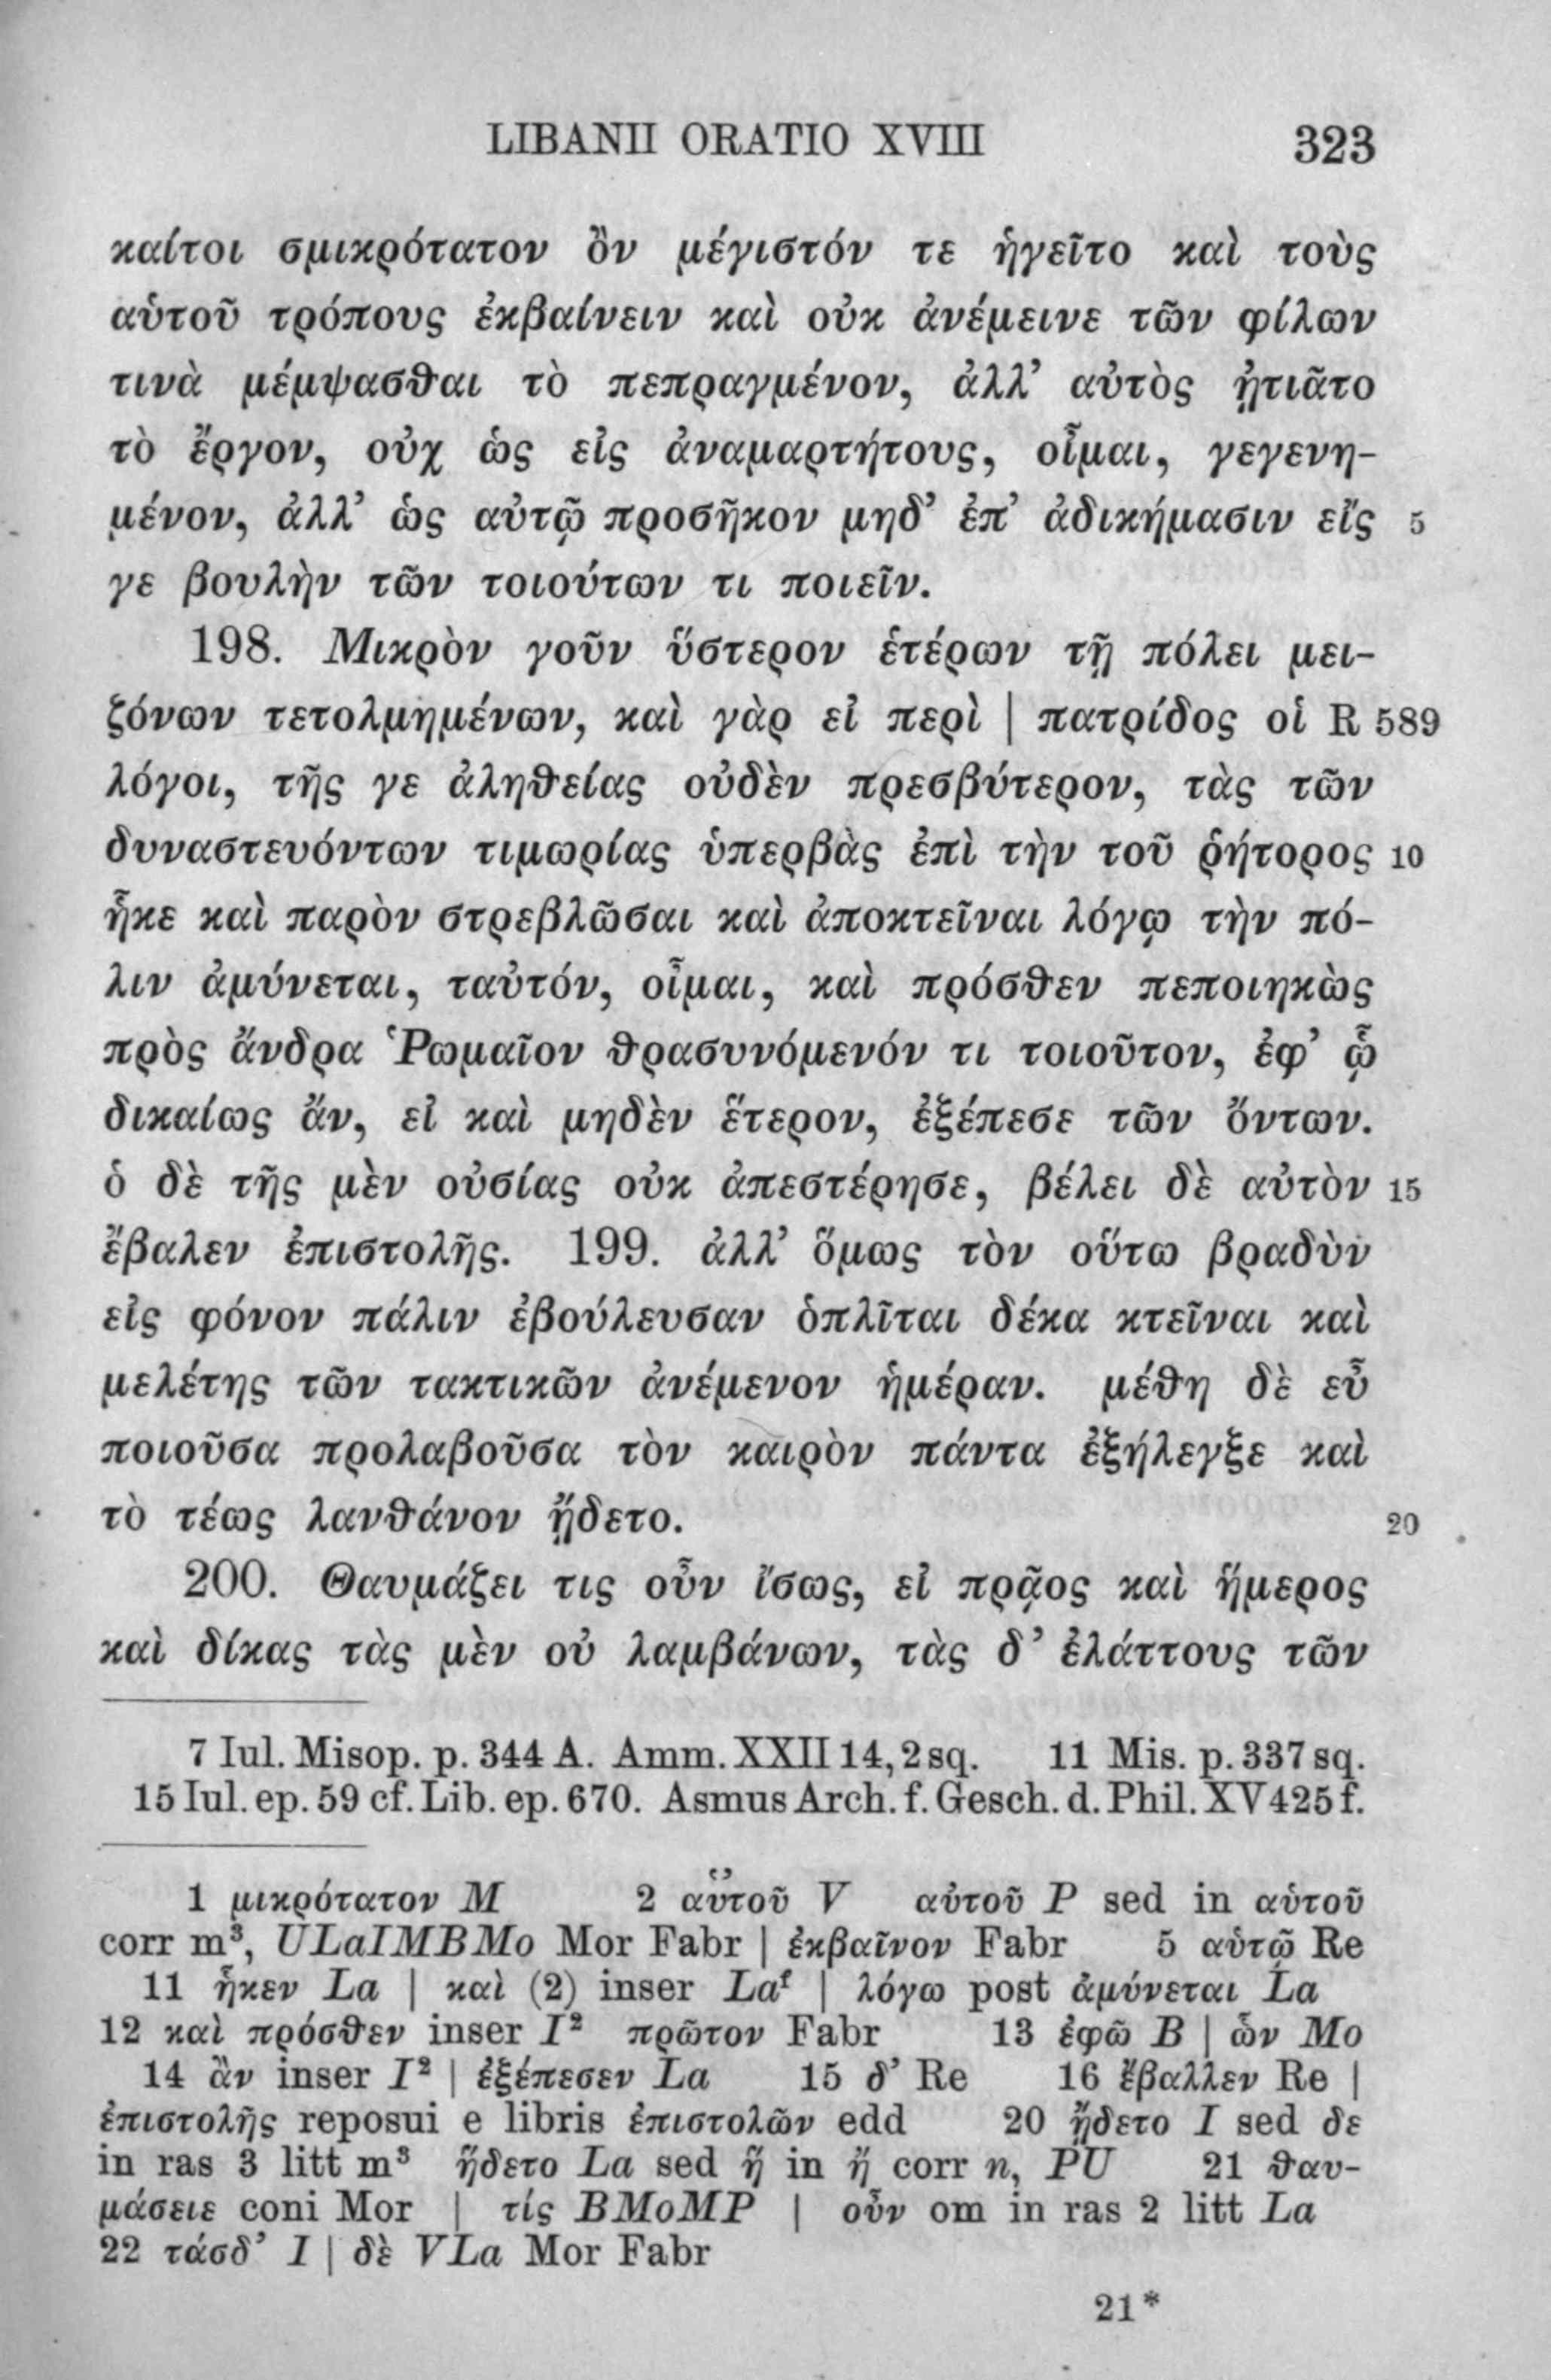 LIBANII ORATIO XVIII 323
καίτοι σμικρότατον ὂν μέγιστόν τε ἡγεῖτο καὶ τοὺς
αὑτοῦ τρόπους ἐκβαίνειν καὶ οὐκ ἀνέμεινε τῶν φίλων
τινὰ μέμψασθαι τὸ πεπραγμένον, ἀλλ’ αὐτὸς ᾐτιᾶτο
τὸ ἔργον, οὐχ ὡς εἰς ἀναμαρτήτους, οἶμαι, γεγενη-
μένον, ἀλλ’ ὡς αὐτῷ προσῆκον μηδ’ ἐπ’ ἀδικήμασιν εἴς 5
γε βουλὴν τῶν τοιούτων τι ποιεῖν.
198. Μικρὸν γοῦν ὕστερον ἑτέρων τῇ πόλει μει-
ζόνων τετολμημένων, καὶ γὰρ εἰ περὶ | πατρίδος οἱ R 589
λόγοι, τῆς γε ἀληθείας οὐδὲν πρεσβύτερον, τὰς τῶν
δυναστευόντων τιμωρίας ὑπερβὰς ἐπὶ τὴν τοῦ ῥήτορος 10
ἧκε καὶ παρὸν στρεβλῶσαι καὶ ἀποκτεῖναι λόγῳ τὴν πό-
λιν ἀμύνεται, ταὐτόν, οἶμαι, καὶ πρόσθεν πεποιηκὼς
πρὸς ἄνδρα Ῥωμαῖον θρασυνόμενόν τι τοιοῦτον, ἐφ’ ᾧ
δικαίως ἄν, εἰ καὶ μηδὲν ἕτερον, ἐξέπεσε τῶν ὄντων.
ὁ δὲ τῆς μὲν οὐσίας οὐκ ἀπεστέρησε, βέλει δὲ αὐτὸν 15
ἔβαλεν ἐπιστολῆς. 199. ἀλλ’ ὅμως τὸν οὕτω βραδὺν
εἰς φόνον πάλιν ἐβούλευσαν ὁπλῖται δέκα κτεῖναι καὶ
μελέτης τῶν τακτικῶν ἀνέμενον ἡμέραν. μέθη δὲ εὖ
ποιοῦσα προλαβοῦσα τὸν καιρὸν πάντα ἐξήλεγξε καὶ
τὸ τέως λανθάνον ᾔδετο. 20
200. Θαυμάζει τις οὖν ἴσως, εἰ πρᾷος καὶ ἥμερος
καὶ δίκας τὰς μὲν οὐ λαμβάνων, τὰς δ’ ἐλάττους τῶν
7 Iul. Misop. p. 344 A. Amm. XXII 14, 2 sq. 11 Mis. p. 337 sq.
15 Iul. ep. 59 cf. Lib. ep. 670. Asmus Arch. f. Gesch. d. Phil. XV 425 f.
1 μικρότατον M 2 αὑτοῦ V αὐτοῦ P sed in αὑτοῦ
corr m³, ULaIMBMo Mor Fabr | ἐκβαῖνον Fabr 5 αὑτῷ Re
11 ἧκεν La | καὶ (2) inser Laᶠ | λόγω post ἀμύνεται La
12 καὶ πρόσθεν inser I² πρῶτον Fabr 13 ἐφῶ B | ὧν Mo
14 ἂν inser I² | ἐξέπεσεν La 15 δ’ Re 16 ἔβαλλεν Re |
ἐπιστολῆς reposui e libris ἐπιστολῶν edd 20 ᾔδετο I sed δε
in ras 3 litt m³ ᾕδετο La sed ᾕ in ᾔ corr n, PU 21 θαυ-
μάσειε coni Mor | τίς BMoMP | οὖν om in ras 2 litt La
22 τάσδ’ I | δὲ VLa Mor Fabr
21*